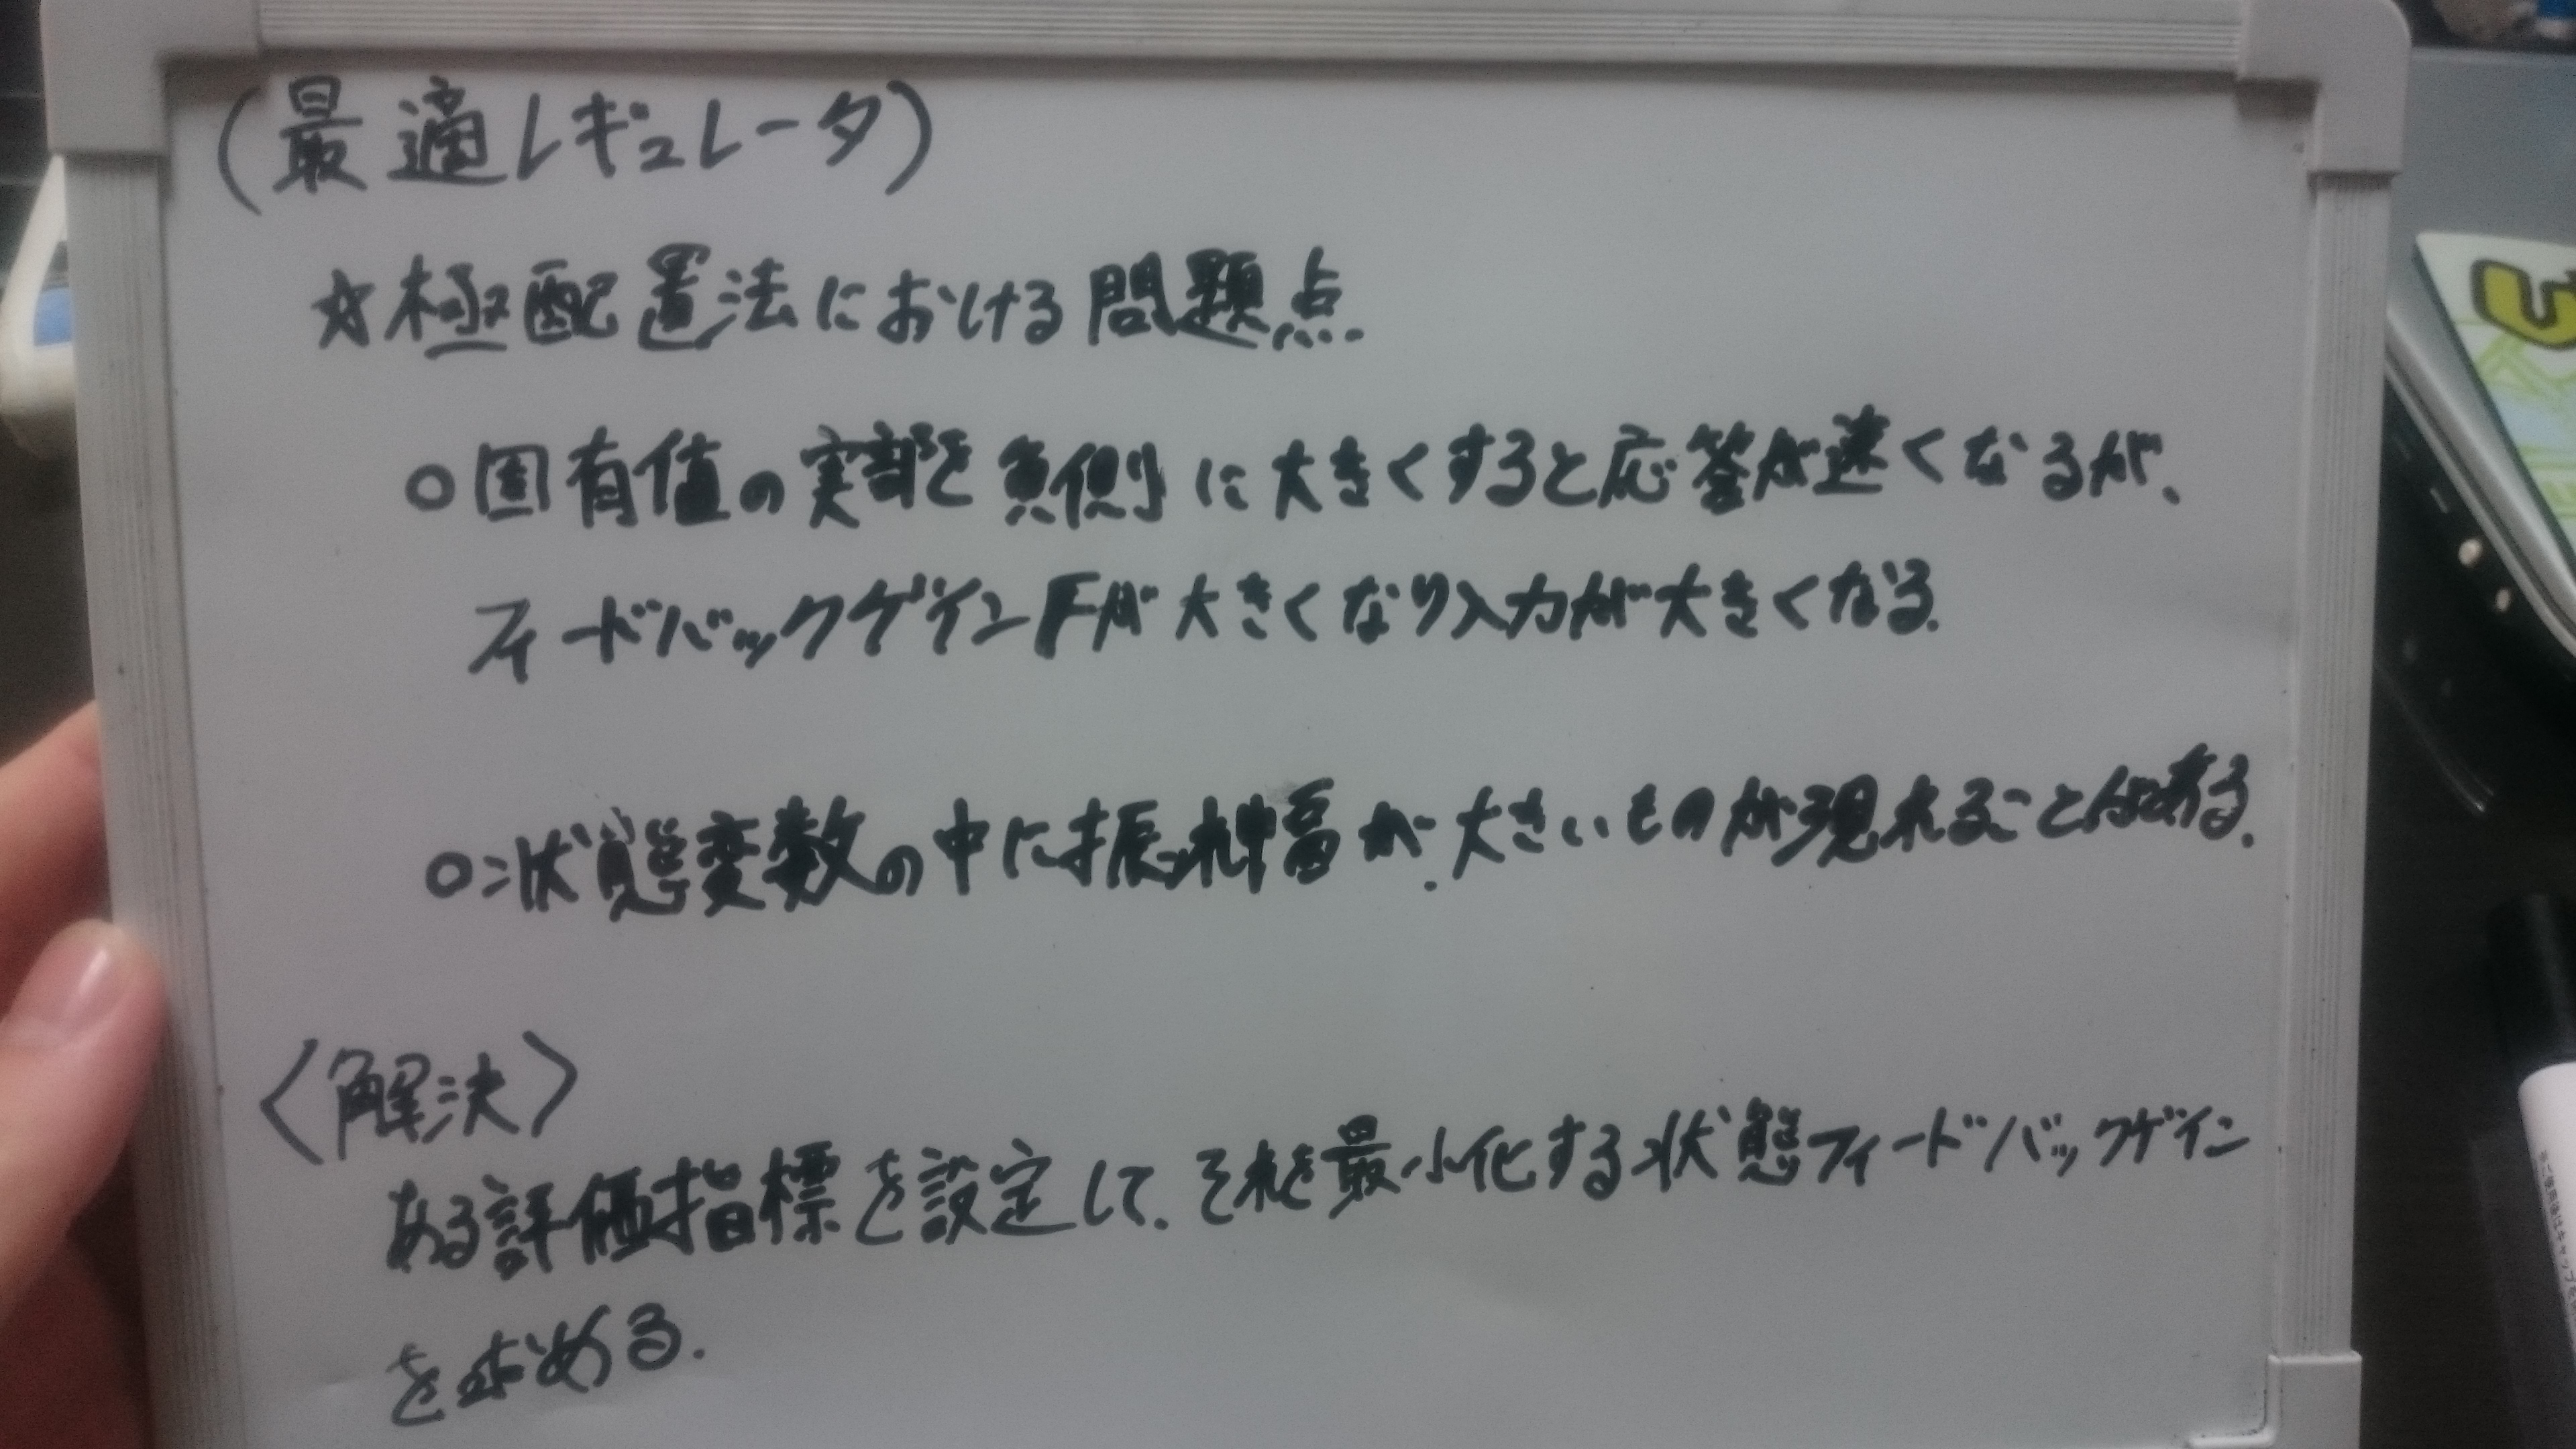 (最適レギュレータ)
☆極配置法における問題点.
○固有値の実部を負側に大きくすると応答が速くなるが、
フィードバックゲインFが大きくなり入力が大きくなる.
○状態変数の中に振れ幅が大きいものが現れることがある.
〈解決〉
ある評価指標を設定して、それを最小化する状態フィードバックゲイン
を求める.